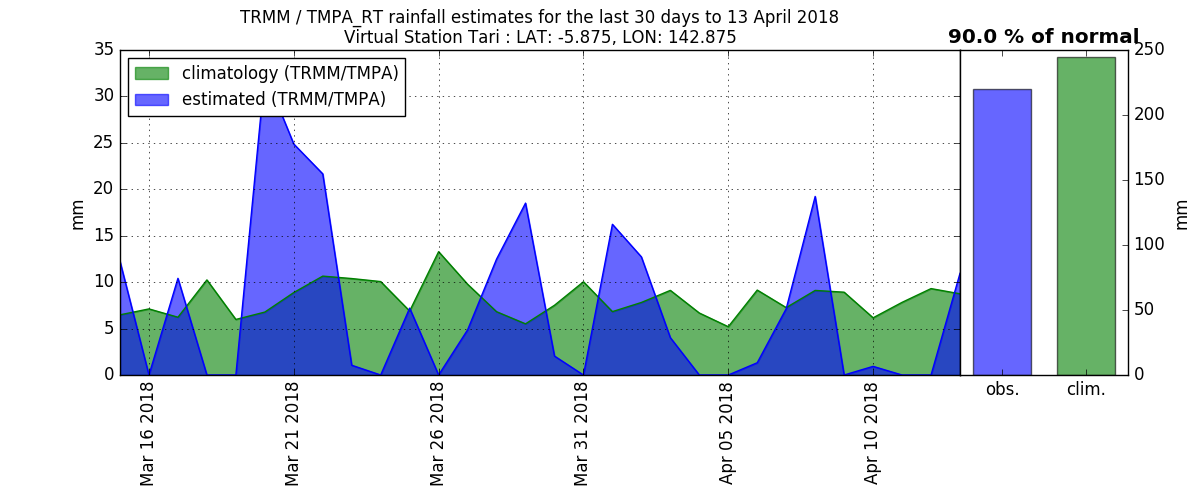 TRMM / TMPA_RT rainfall estimates for the last 30 days to 13 April 2018
Virtual Station Tari : LAT: -5.875, LON: 142.875
90.0 % of normal
climatology (TRMM/TMPA)
estimated (TRMM/TMPA)
35
30
25
20
15
10
5
0
mm
250
200
150
100
50
0
mm
obs.
clim.
Mar 16 2018
Mar 21 2018
Mar 26 2018
Mar 31 2018
Apr 05 2018
Apr 10 2018